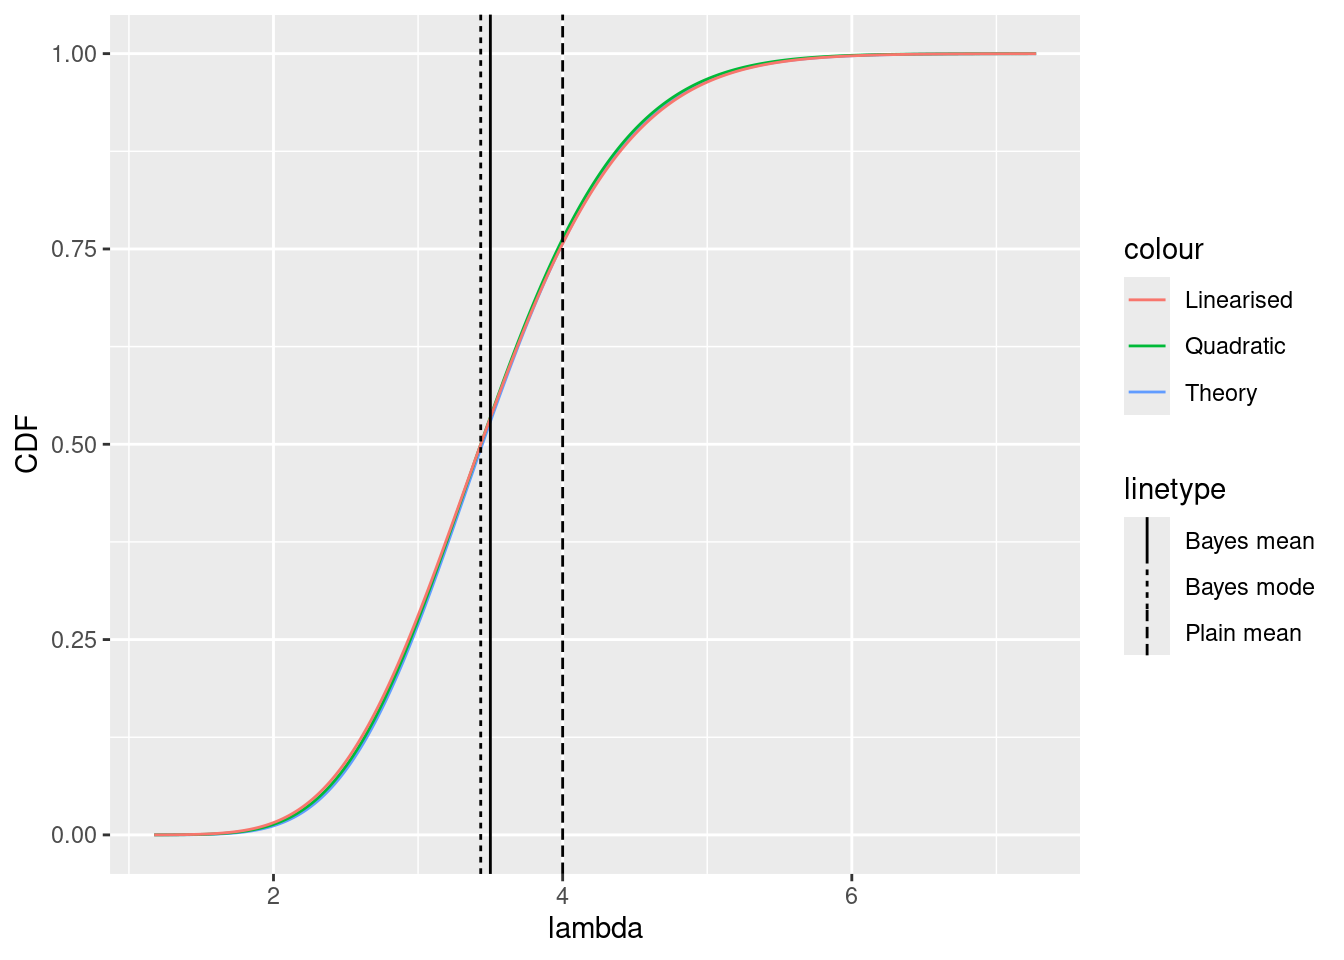 1.00
0.75
0.50
0.25
0.00
CDF
2
4
6
lambda
colour
Linearised
Quadratic
Theory
linetype
Bayes mean
Bayes mode
Plain mean